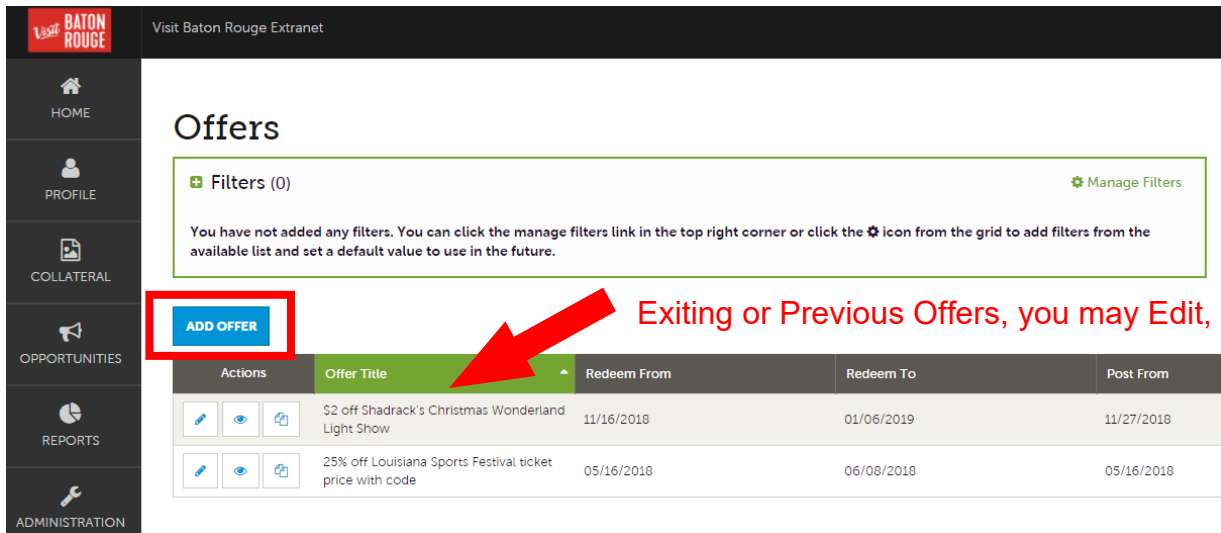 Visit BATON ROUGE
Visit Baton Rouge Extranet
HOME
PROFILE
COLLATERAL
OPPORTUNITIES
REPORTS
ADMINISTRATION
Offers
Filters (0)
Manage Filters
You have not added any filters. You can click the manage filters link in the top right corner or click the icon from the grid to add filters from the
available list and set a default value to use in the future.
ADD OFFER
Exiting or Previous Offers, you may Edit,
Actions Offer Title Redeem From Redeem To Post From
$2 off Shadrack's Christmas Wonderland 11/16/2018 01/06/2019 11/27/2018
Light Show
25% off Louisiana Sports Festival ticket 05/16/2018 06/08/2018 05/16/2018
price with code